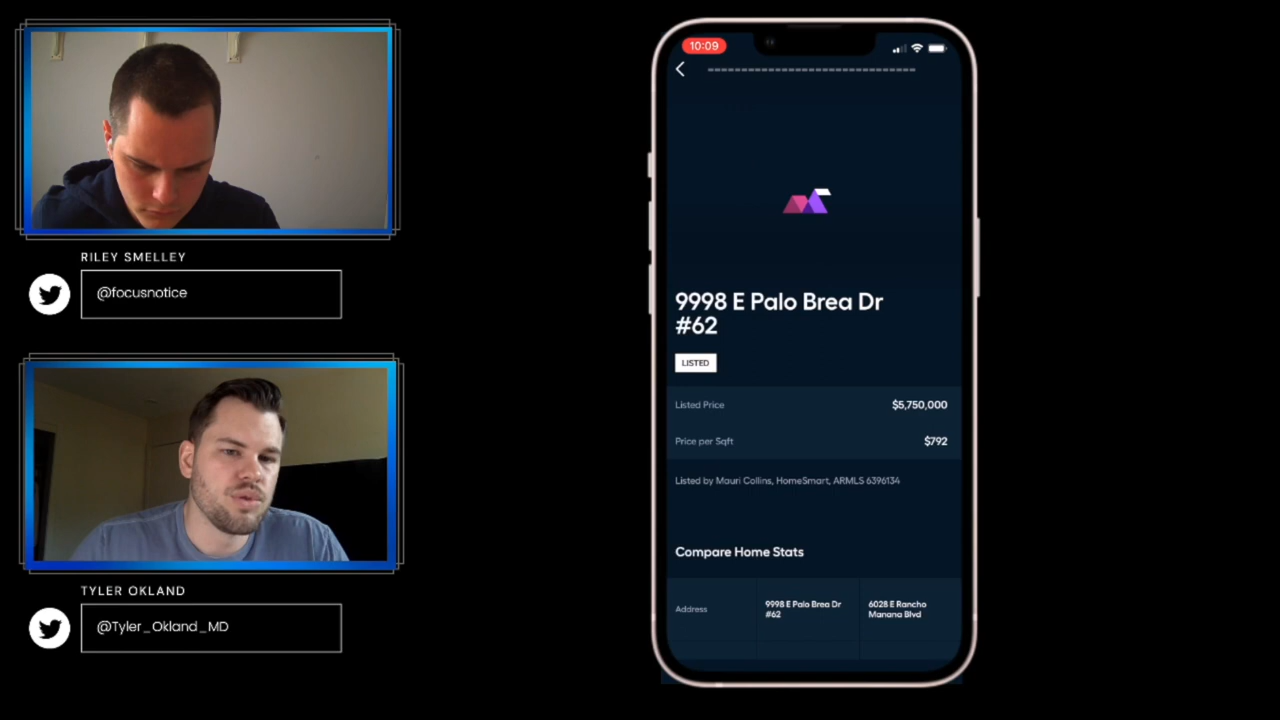 RILEY SMELLEY
@focusnotice
TYLER OKLAND
@Tyler_Okland_MD
10:09
9998 E Palo Brea Dr
#62
LISTED
Listed Price $5,750,000
Price per Sqft $792
Listed by Mauri Collins, HomeSmart, ARMLS 6396134
Compare Home Stats
Address
9998 E Palo Brea Dr
#62
6028 E Rancho
Manana Blvd